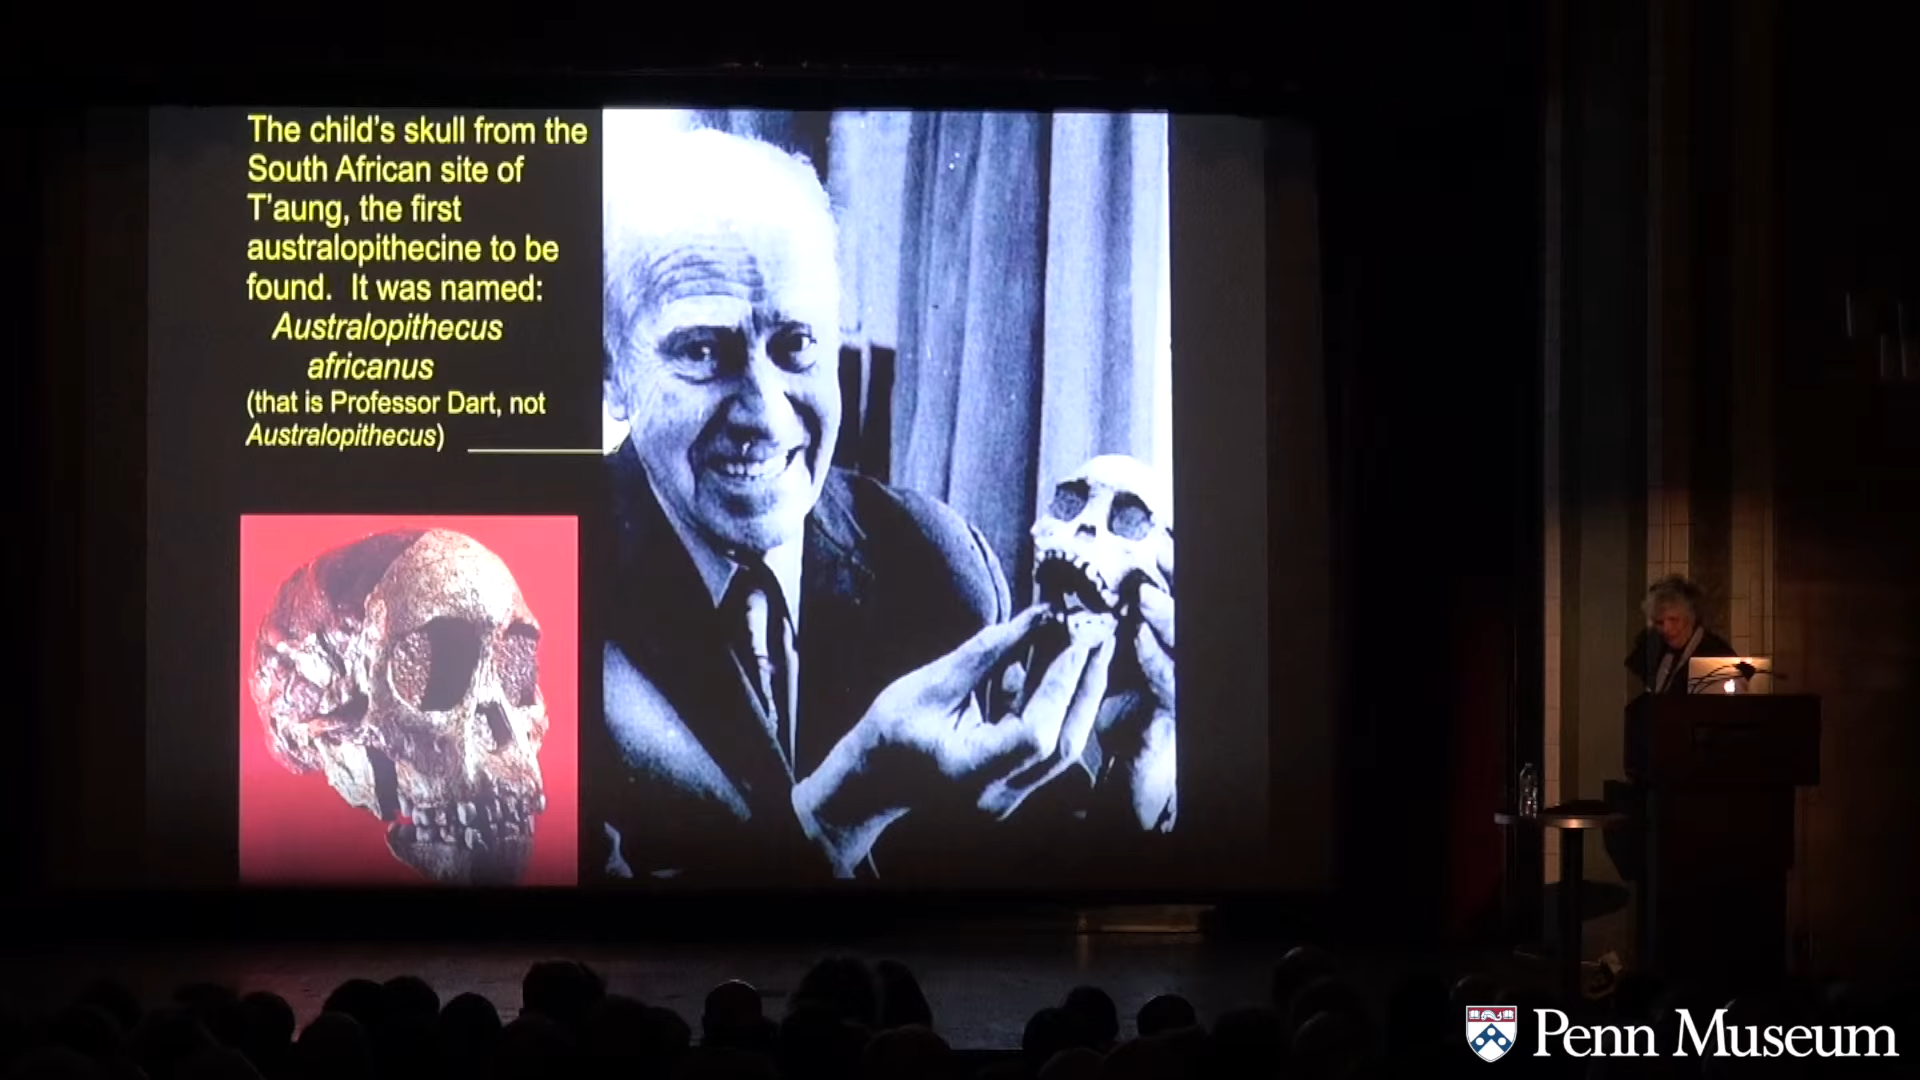 The child’s skull from the
South African site of
T’aung, the first
australopithecine to be
found.  It was named:
Australopithecus
africanus
(that is Professor Dart, not
Australopithecus)
Penn Museum